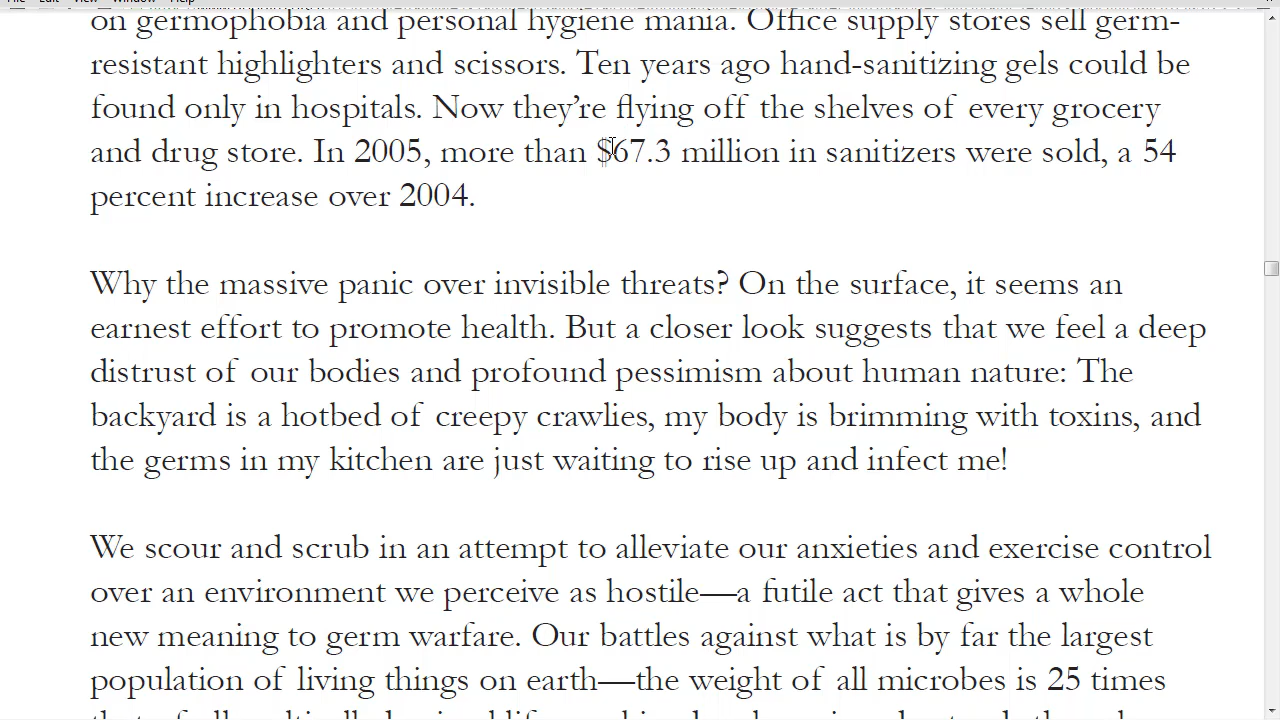 File Edit View Window Help
on germophobia and personal hygiene mania. Office supply stores sell germ-
resistant highlighters and scissors. Ten years ago hand-sanitizing gels could be
found only in hospitals. Now they’re flying off the shelves of every grocery
and drug store. In 2005, more than $67.3 million in sanitizers were sold, a 54
percent increase over 2004.
Why the massive panic over invisible threats? On the surface, it seems an
earnest effort to promote health. But a closer look suggests that we feel a deep
distrust of our bodies and profound pessimism about human nature: The
backyard is a hotbed of creepy crawlies, my body is brimming with toxins, and
the germs in my kitchen are just waiting to rise up and infect me!
We scour and scrub in an attempt to alleviate our anxieties and exercise control
over an environment we perceive as hostile—a futile act that gives a whole
new meaning to germ warfare. Our battles against what is by far the largest
population of living things on earth—the weight of all microbes is 25 times